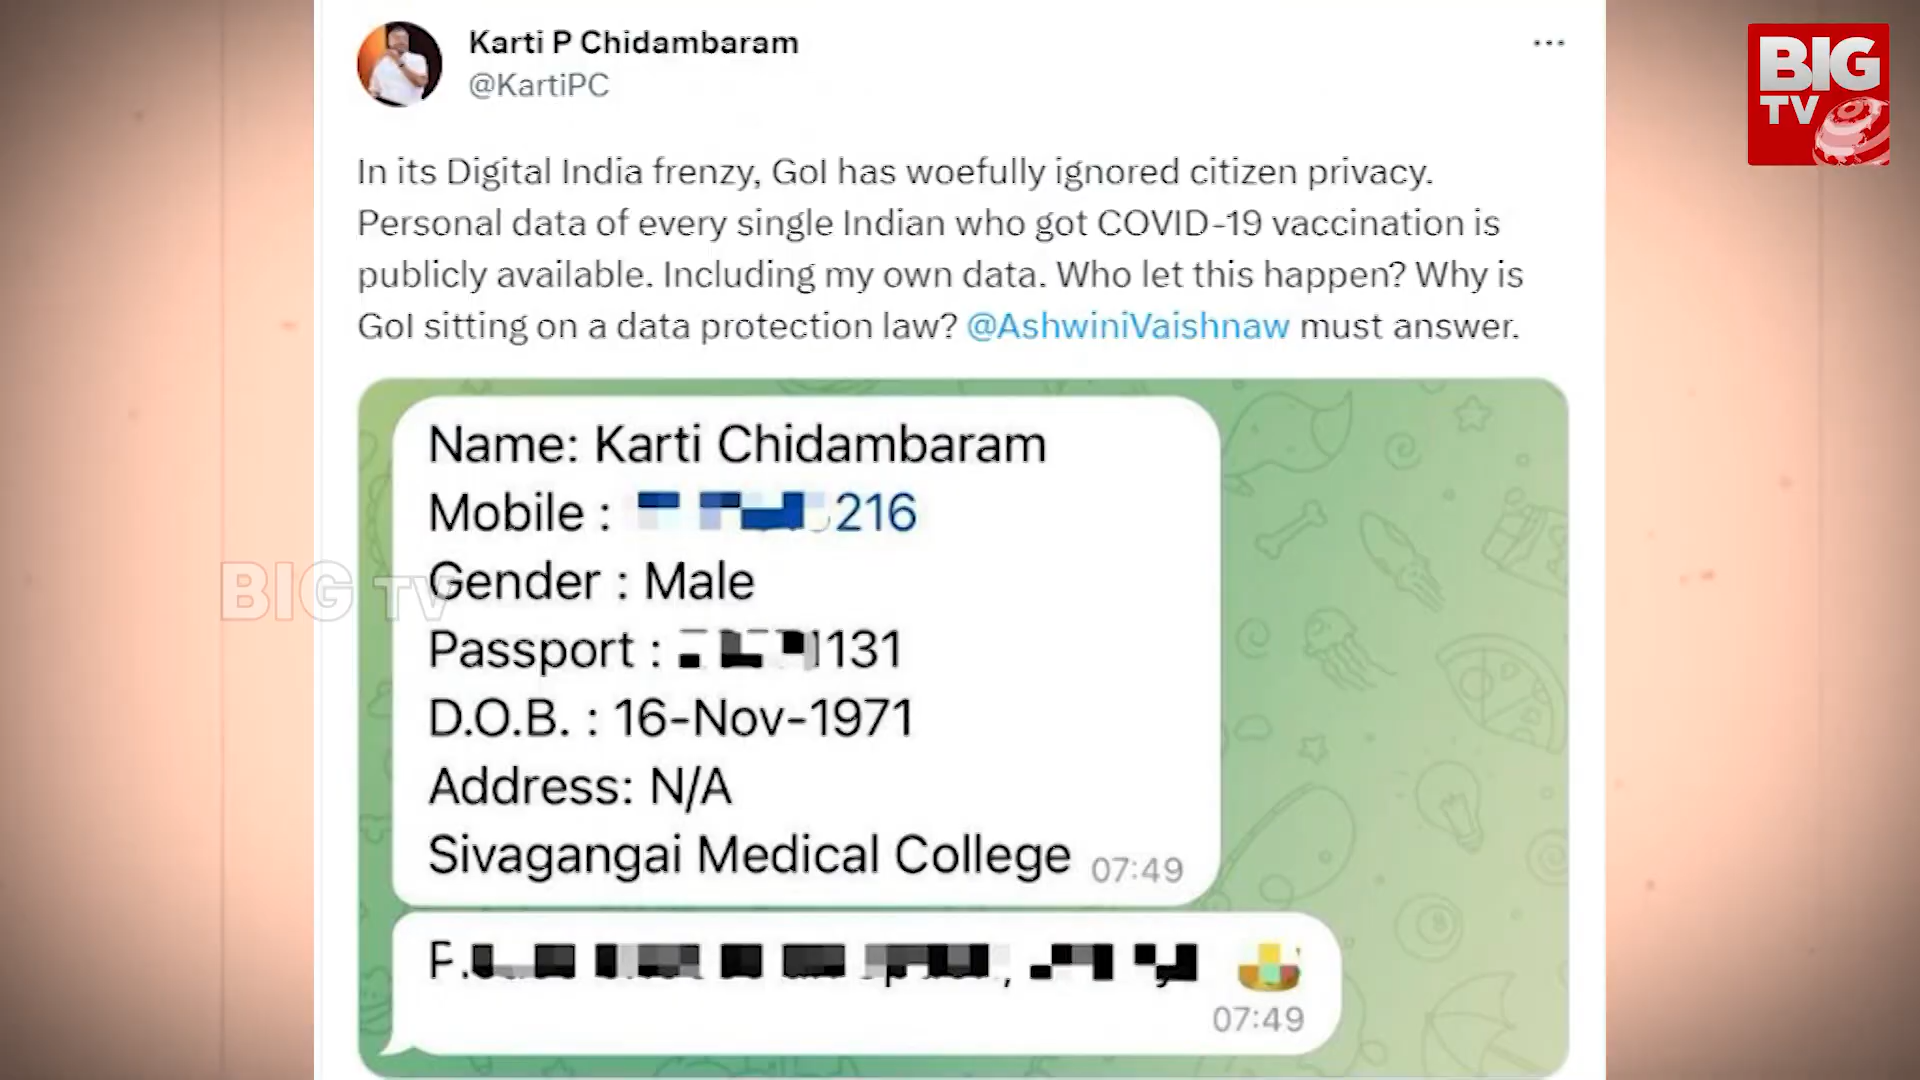 Karti P Chidambaram
@KartiPC
BIG
TV
In its Digital India frenzy, GoI has woefully ignored citizen privacy.
Personal data of every single Indian who got COVID-19 vaccination is
publicly available. Including my own data. Who let this happen? Why is
GoI sitting on a data protection law? @AshwiniVaishnaw must answer.
Name: Karti Chidambaram
Mobile : 216
Gender : Male
BIG TV
Passport : 131
D.O.B. : 16-Nov-1971
Address: N/A
Sivagangai Medical College 07:49
07:49